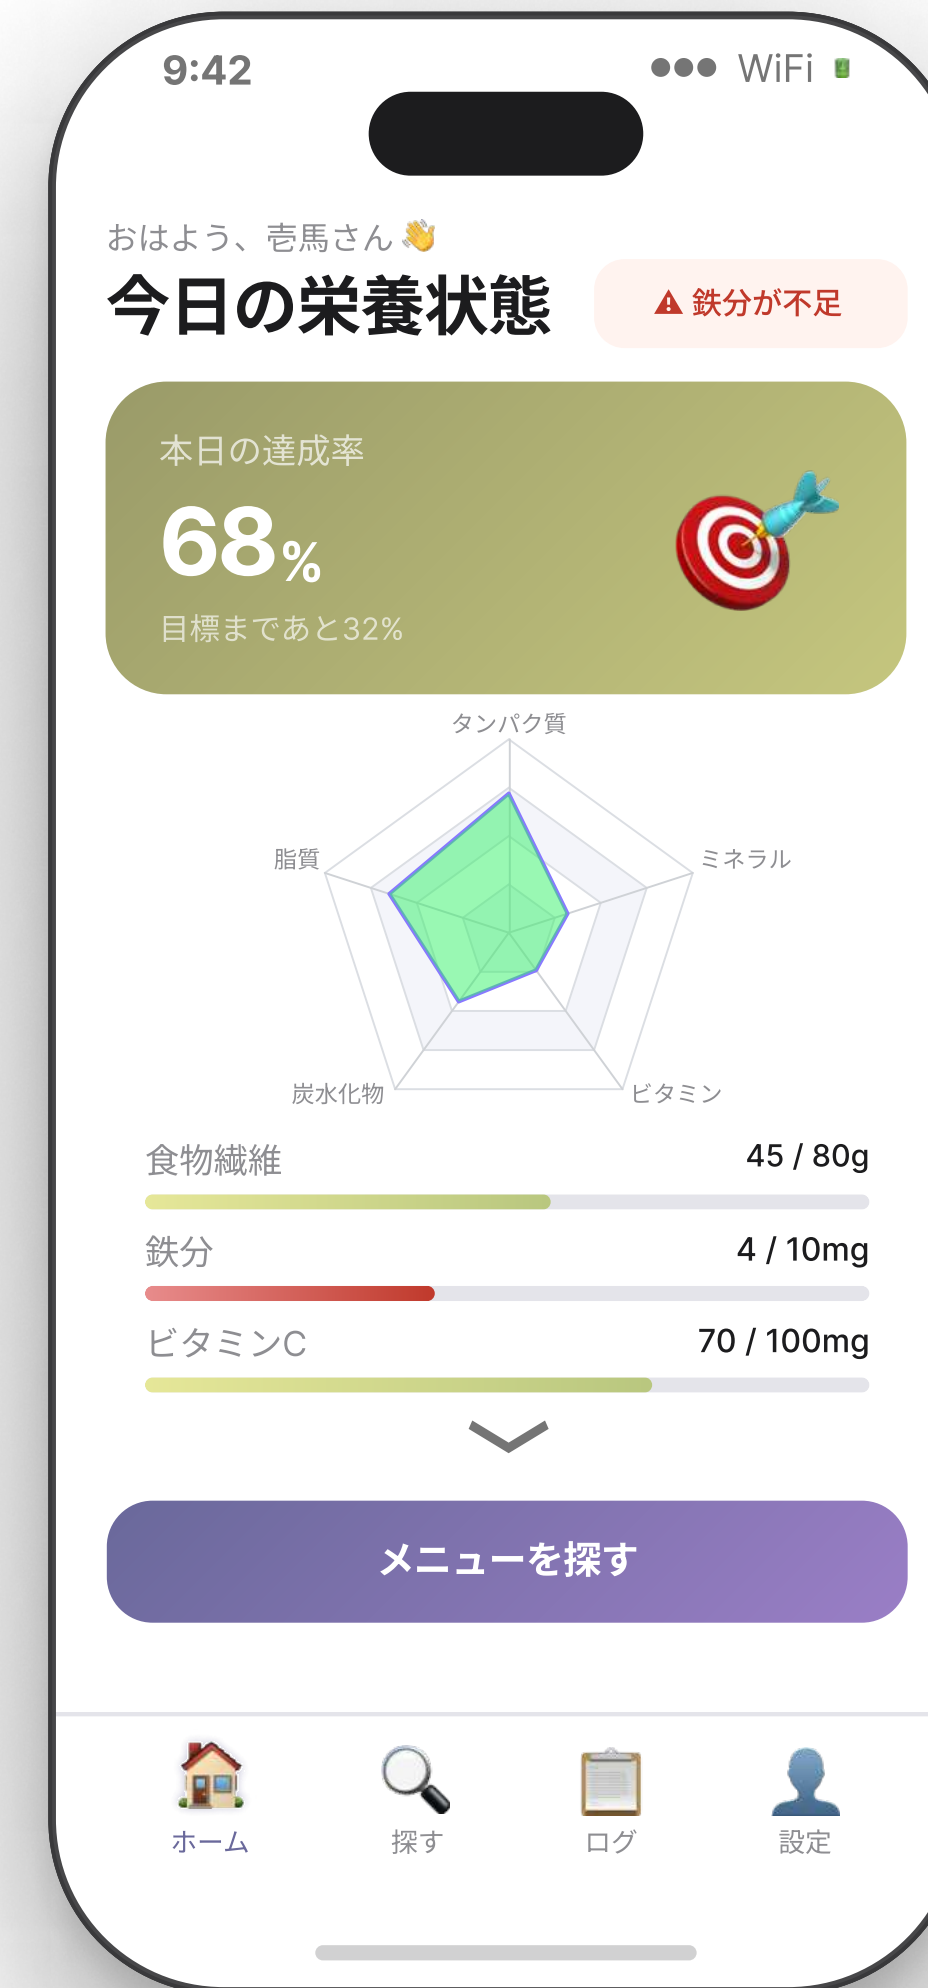 9:42
WiFi
おはよう、壱馬さん👋
今日の栄養状態
⚠ 鉄分が不足
本日の達成率
68%
目標まであと32%
タンパク質
脂質
ミネラル
炭水化物
ビタミン
食物繊維
45 / 80g
鉄分
4 / 10mg
ビタミンC
70 / 100mg
メニューを探す
ホーム
探す
ログ
設定